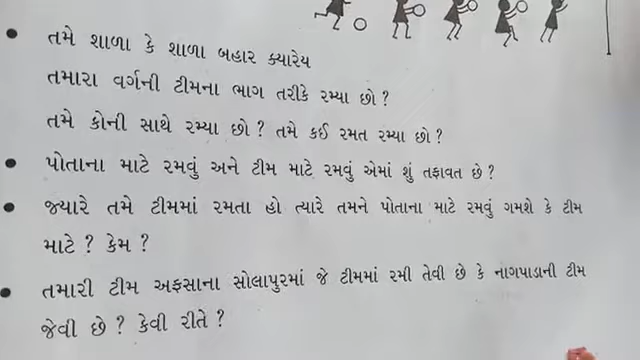 • તમે શાળા કે શાળા બહાર ક્યારેય
તમારા વર્ગની ટીમના ભાગ તરીકે રમ્યા છો ?
તમે કોની સાથે રમ્યા છો ? તમે કઈ રમત રમ્યા છો ?
• પોતાના માટે રમવું અને ટીમ માટે રમવું એમાં શું તફાવત છે ?
• જ્યારે તમે ટીમમાં રમતા હો ત્યારે તમને પોતાના માટે રમવું ગમશે કે ટીમ
માટે ? કેમ ?
• તમારી ટીમ અફસાના સોલાપુરમાં જે ટીમમાં રમી તેવી છે કે નાગપાડાની ટીમ
જેવી છે ? કેવી રીતે ?